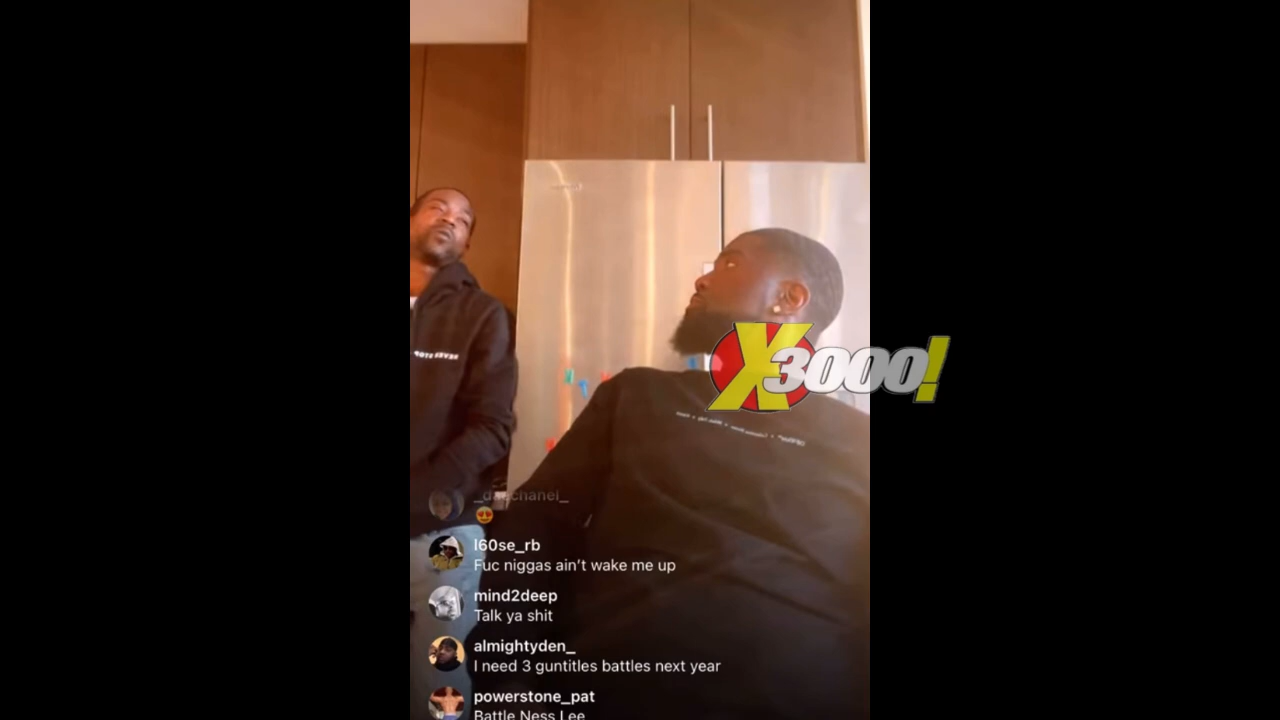 X3000!
_daechanel_
😍
l60se_rb
Fuc niggas ain't wake me up
mind2deep
Talk ya shit
almightyden_
I need 3 guntitles battles next year
powerstone_pat
Battle Ness Lee